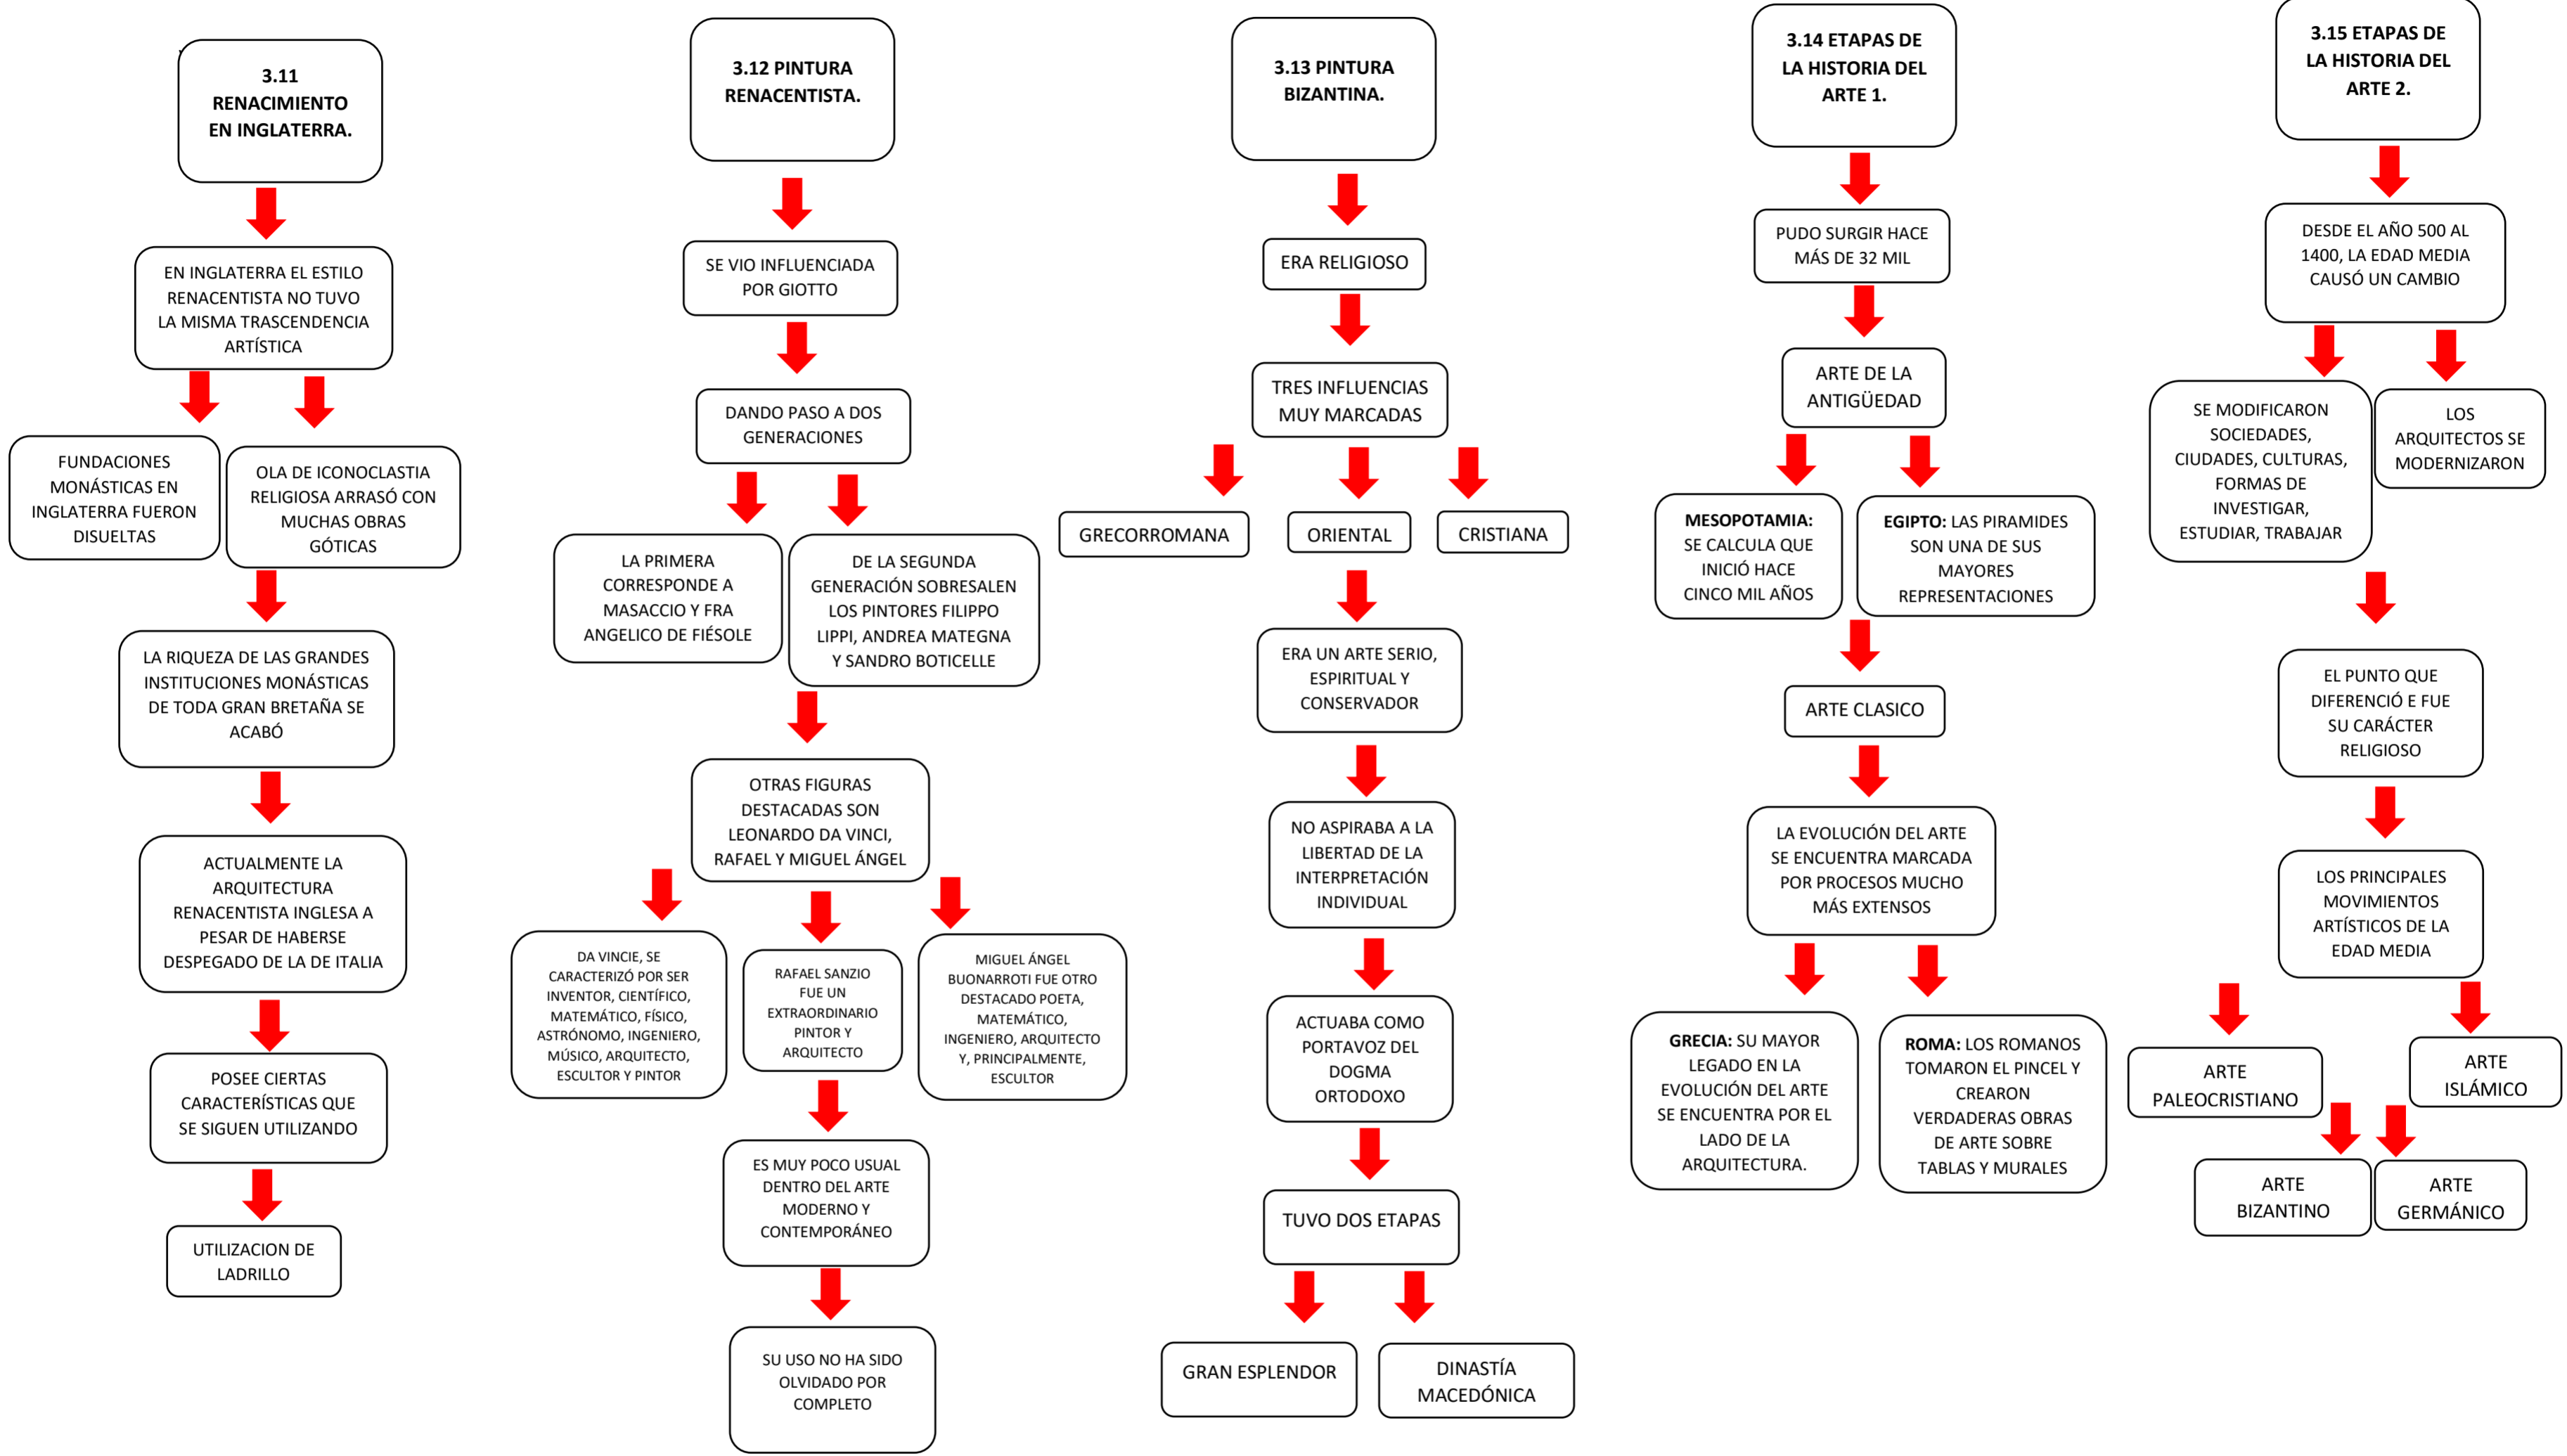 3.11
RENACIMIENTO
EN INGLATERRA.
EN INGLATERRA EL ESTILO
RENACENTISTA NO TUVO
LA MISMA TRASCENDENCIA
ARTÍSTICA
FUNDACIONES
MONÁSTICAS EN
INGLATERRA FUERON
DISUELTAS
OLA DE ICONOCLASTIA
RELIGIOSA ARRASÓ CON
MUCHAS OBRAS
GÓTICAS
LA RIQUEZA DE LAS GRANDES
INSTITUCIONES MONÁSTICAS
DE TODA GRAN BRETAÑA SE
ACABÓ
ACTUALMENTE LA
ARQUITECTURA
RENACENTISTA INGLESA A
PESAR DE HABERSE
DESPEGADO DE LA DE ITALIA
POSEE CIERTAS
CARACTERÍSTICAS QUE
SE SIGUEN UTILIZANDO
UTILIZACION DE
LADRILLO
3.12 PINTURA
RENACENTISTA.
SE VIO INFLUENCIADA
POR GIOTTO
DANDO PASO A DOS
GENERACIONES
LA PRIMERA
CORRESPONDE A
MASACCIO Y FRA
ANGELICO DE FIÉSOLE
DE LA SEGUNDA
GENERACIÓN SOBRESALEN
LOS PINTORES FILIPPO
LIPPI, ANDREA MATEGNA
Y SANDRO BOTICELLE
OTRAS FIGURAS
DESTACADAS SON
LEONARDO DA VINCI,
RAFAEL Y MIGUEL ÁNGEL
DA VINCIE, SE
CARACTERIZÓ POR SER
INVENTOR, CIENTÍFICO,
MATEMÁTICO, FÍSICO,
ASTRÓNOMO, INGENIERO,
MÚSICO, ARQUITECTO,
ESCULTOR Y PINTOR
RAFAEL SANZIO
FUE UN
EXTRAORDINARIO
PINTOR Y
ARQUITECTO
MIGUEL ÁNGEL
BUONARROTI FUE OTRO
DESTACADO POETA,
MATEMÁTICO,
INGENIERO, ARQUITECTO
Y, PRINCIPALMENTE,
ESCULTOR
ES MUY POCO USUAL
DENTRO DEL ARTE
MODERNO Y
CONTEMPORÁNEO
SU USO NO HA SIDO
OLVIDADO POR
COMPLETO
3.13 PINTURA
BIZANTINA.
ERA RELIGIOSO
TRES INFLUENCIAS
MUY MARCADAS
GRECORROMANA
ORIENTAL
CRISTIANA
ERA UN ARTE SERIO,
ESPIRITUAL Y
CONSERVADOR
NO ASPIRABA A LA
LIBERTAD DE LA
INTERPRETACIÓN
INDIVIDUAL
ACTUABA COMO
PORTAVOZ DEL
DOGMA
ORTODOXO
TUVO DOS ETAPAS
GRAN ESPLENDOR
DINASTÍA
MACEDÓNICA
3.14 ETAPAS DE
LA HISTORIA DEL
ARTE 1.
PUDO SURGIR HACE
MÁS DE 32 MIL
ARTE DE LA
ANTIGÜEDAD
MESOPOTAMIA:
SE CALCULA QUE
INICIÓ HACE
CINCO MIL AÑOS
EGIPTO: LAS PIRAMIDES
SON UNA DE SUS
MAYORES
REPRESENTACIONES
ARTE CLASICO
LA EVOLUCIÓN DEL ARTE
SE ENCUENTRA MARCADA
POR PROCESOS MUCHO
MÁS EXTENSOS
GRECIA: SU MAYOR
LEGADO EN LA
EVOLUCIÓN DEL ARTE
SE ENCUENTRA POR EL
LADO DE LA
ARQUITECTURA.
ROMA: LOS ROMANOS
TOMARON EL PINCEL Y
CREARON
VERDADERAS OBRAS
DE ARTE SOBRE
TABLAS Y MURALES
3.15 ETAPAS DE
LA HISTORIA DEL
ARTE 2.
DESDE EL AÑO 500 AL
1400, LA EDAD MEDIA
CAUSÓ UN CAMBIO
SE MODIFICARON
SOCIEDADES,
CIUDADES, CULTURAS,
FORMAS DE
INVESTIGAR,
ESTUDIAR, TRABAJAR
LOS
ARQUITECTOS SE
MODERNIZARON
EL PUNTO QUE
DIFERENCIÓ E FUE
SU CARÁCTER
RELIGIOSO
LOS PRINCIPALES
MOVIMIENTOS
ARTÍSTICOS DE LA
EDAD MEDIA
ARTE
PALEOCRISTIANO
ARTE
ISLÁMICO
ARTE
BIZANTINO
ARTE
GERMÁNICO